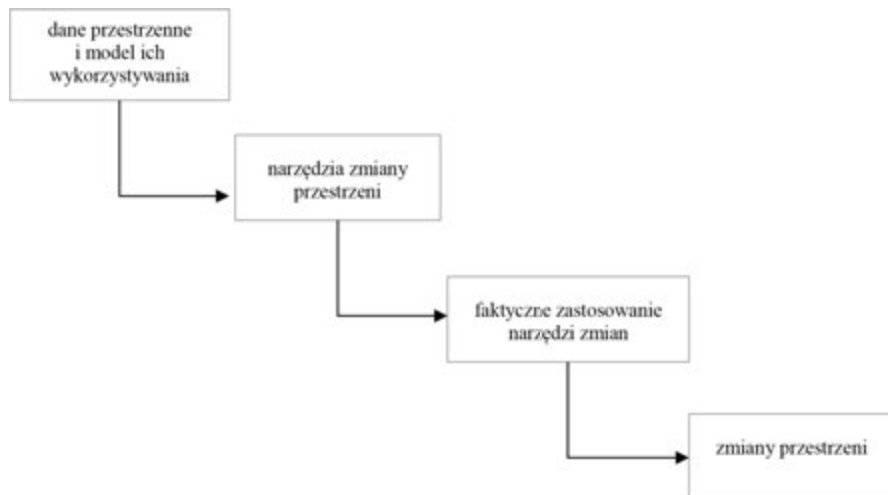 dane przestrzenne
i model ich
wykorzystywania
narzędzia zmiany
przestrzeni
faktyczne zastosowanie
narzędzi zmian
zmiany przestrzeni